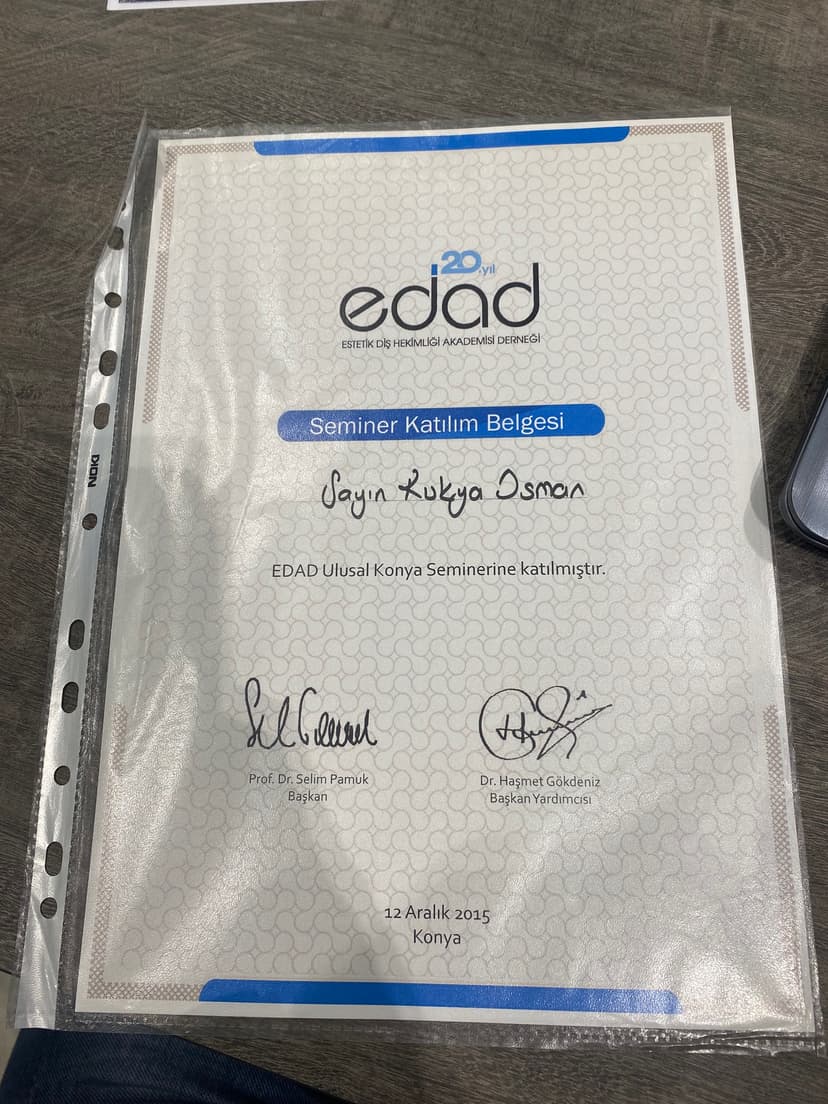 20.yıl
edad
ESTETİK DİŞ HEKİMLİĞİ AKADEMİSİ DERNEĞİ
Seminer Katılım Belgesi
Sayın Rukya Osman
EDAD Ulusal Konya Seminerine katılmıştır.
Prof. Dr. Selim Pamuk
Başkan
Dr. Haşmet Gökdeniz
Başkan Yardımcısı
12 Aralık 2015
Konya